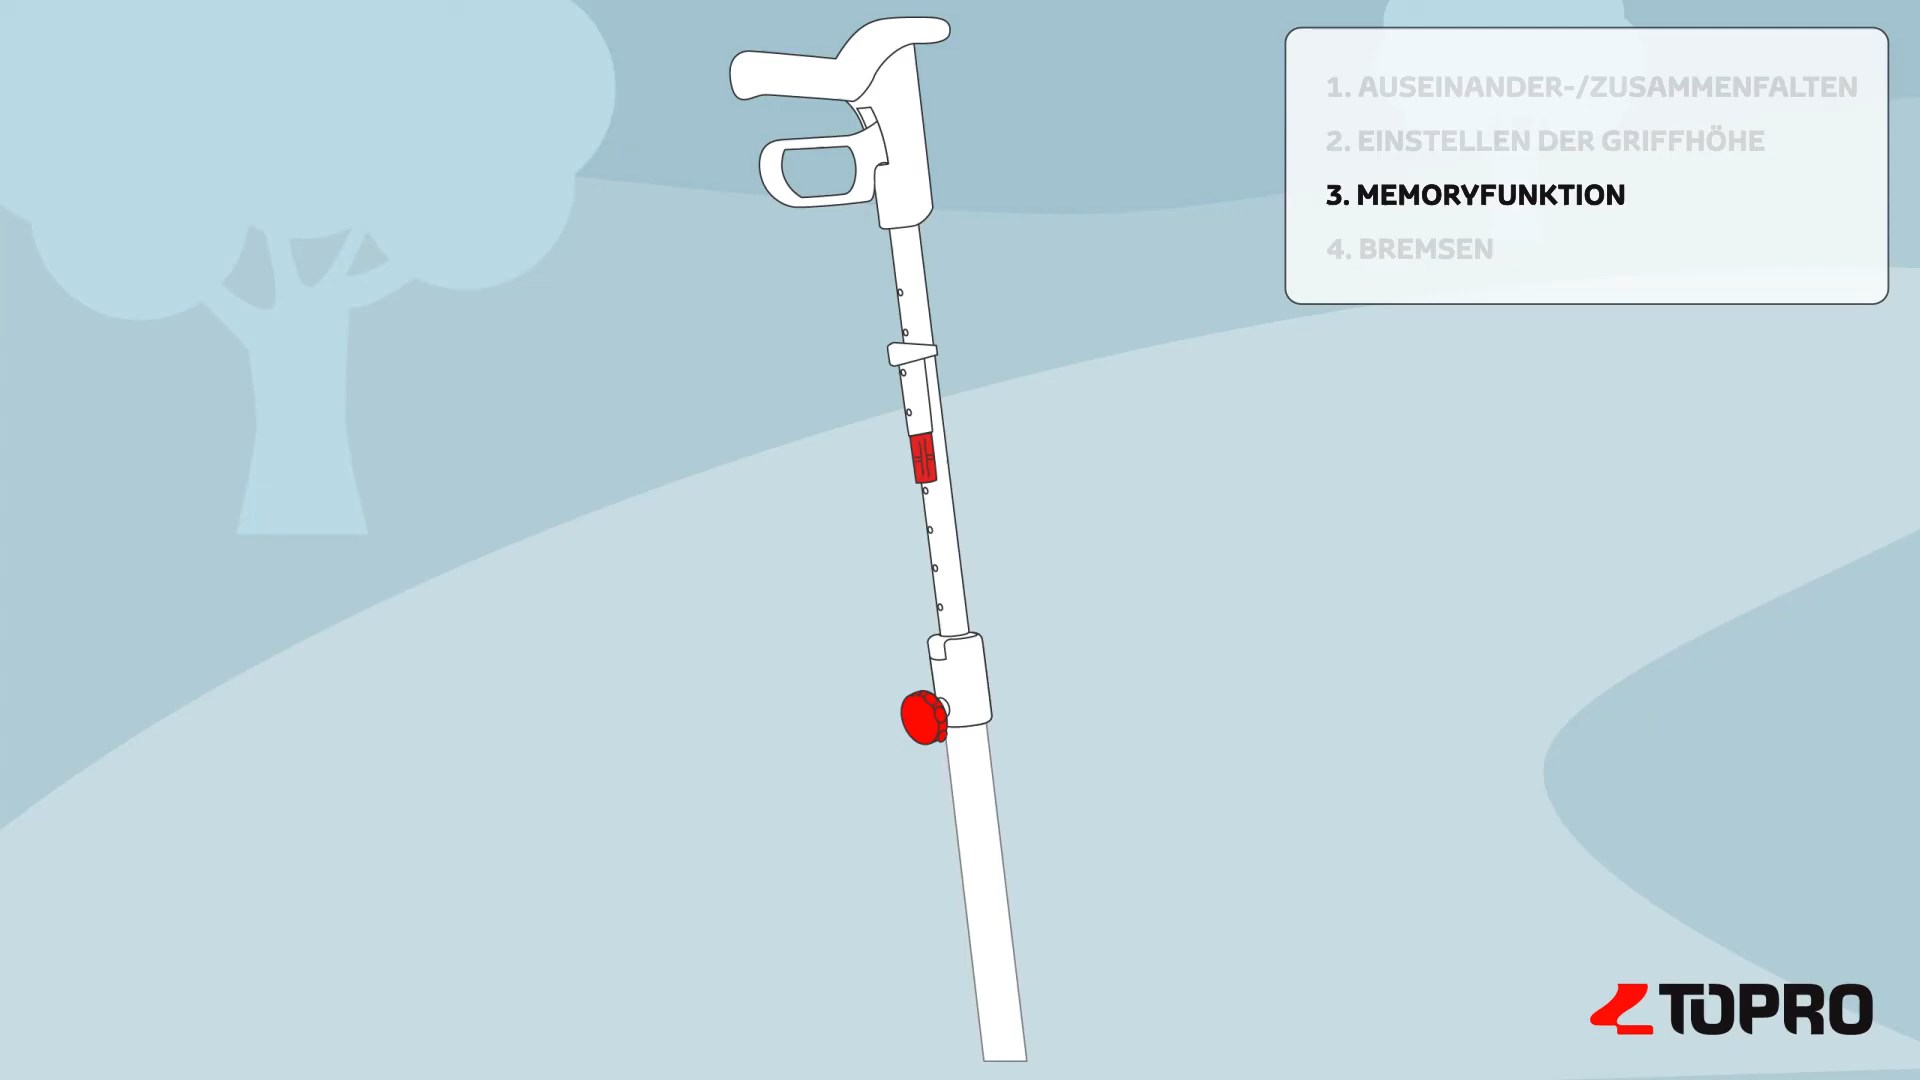 1. AUSEINANDER-/ZUSAMMENFALTEN
2. EINSTELLEN DER GRIFFHÖHE
3. MEMORYFUNKTION
4. BREMSEN
TOPRO